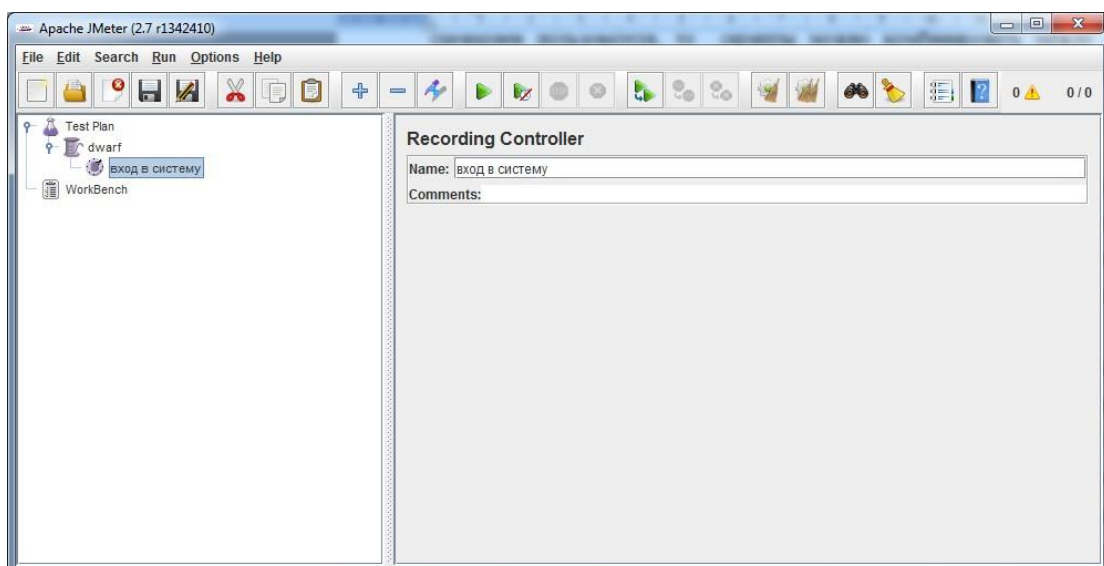 Apache JMeter (2.7 r1342410)
File Edit Search Run Options Help
0 0 / 0
Test Plan
dwarf
вход в систему
WorkBench
Recording Controller
Name: вход в систему
Comments: